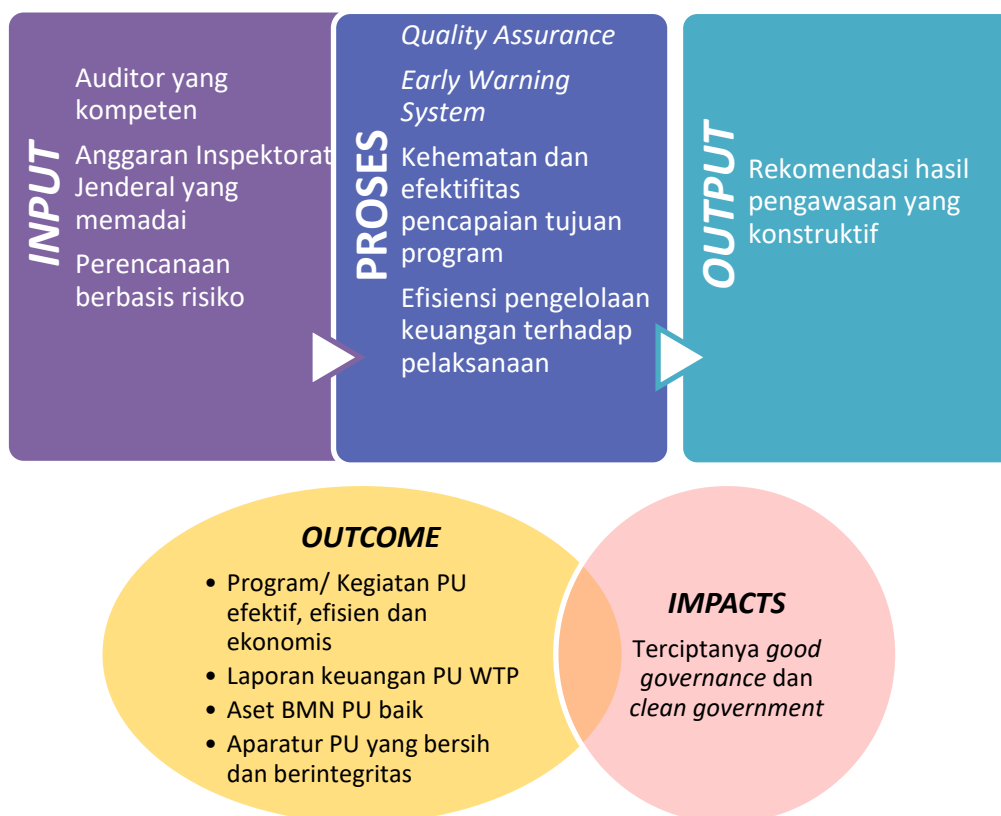 INPUT
Auditor yang
kompeten
Anggaran Inspektorat
Jenderal yang
memadai
Perencanaan
berbasis risiko
PROSES
Quality Assurance
Early Warning
System
Kehematan dan
efektifitas
pencapaian tujuan
program
Efisiensi pengelolaan
keuangan terhadap
pelaksanaan
OUTPUT
Rekomendasi hasil
pengawasan yang
konstruktif
OUTCOME
• Program/ Kegiatan PU
efektif, efisien dan
ekonomis
• Laporan keuangan PU WTP
• Aset BMN PU baik
• Aparatur PU yang bersih
dan berintegritas
IMPACTS
Terciptanya good
governance dan
clean government